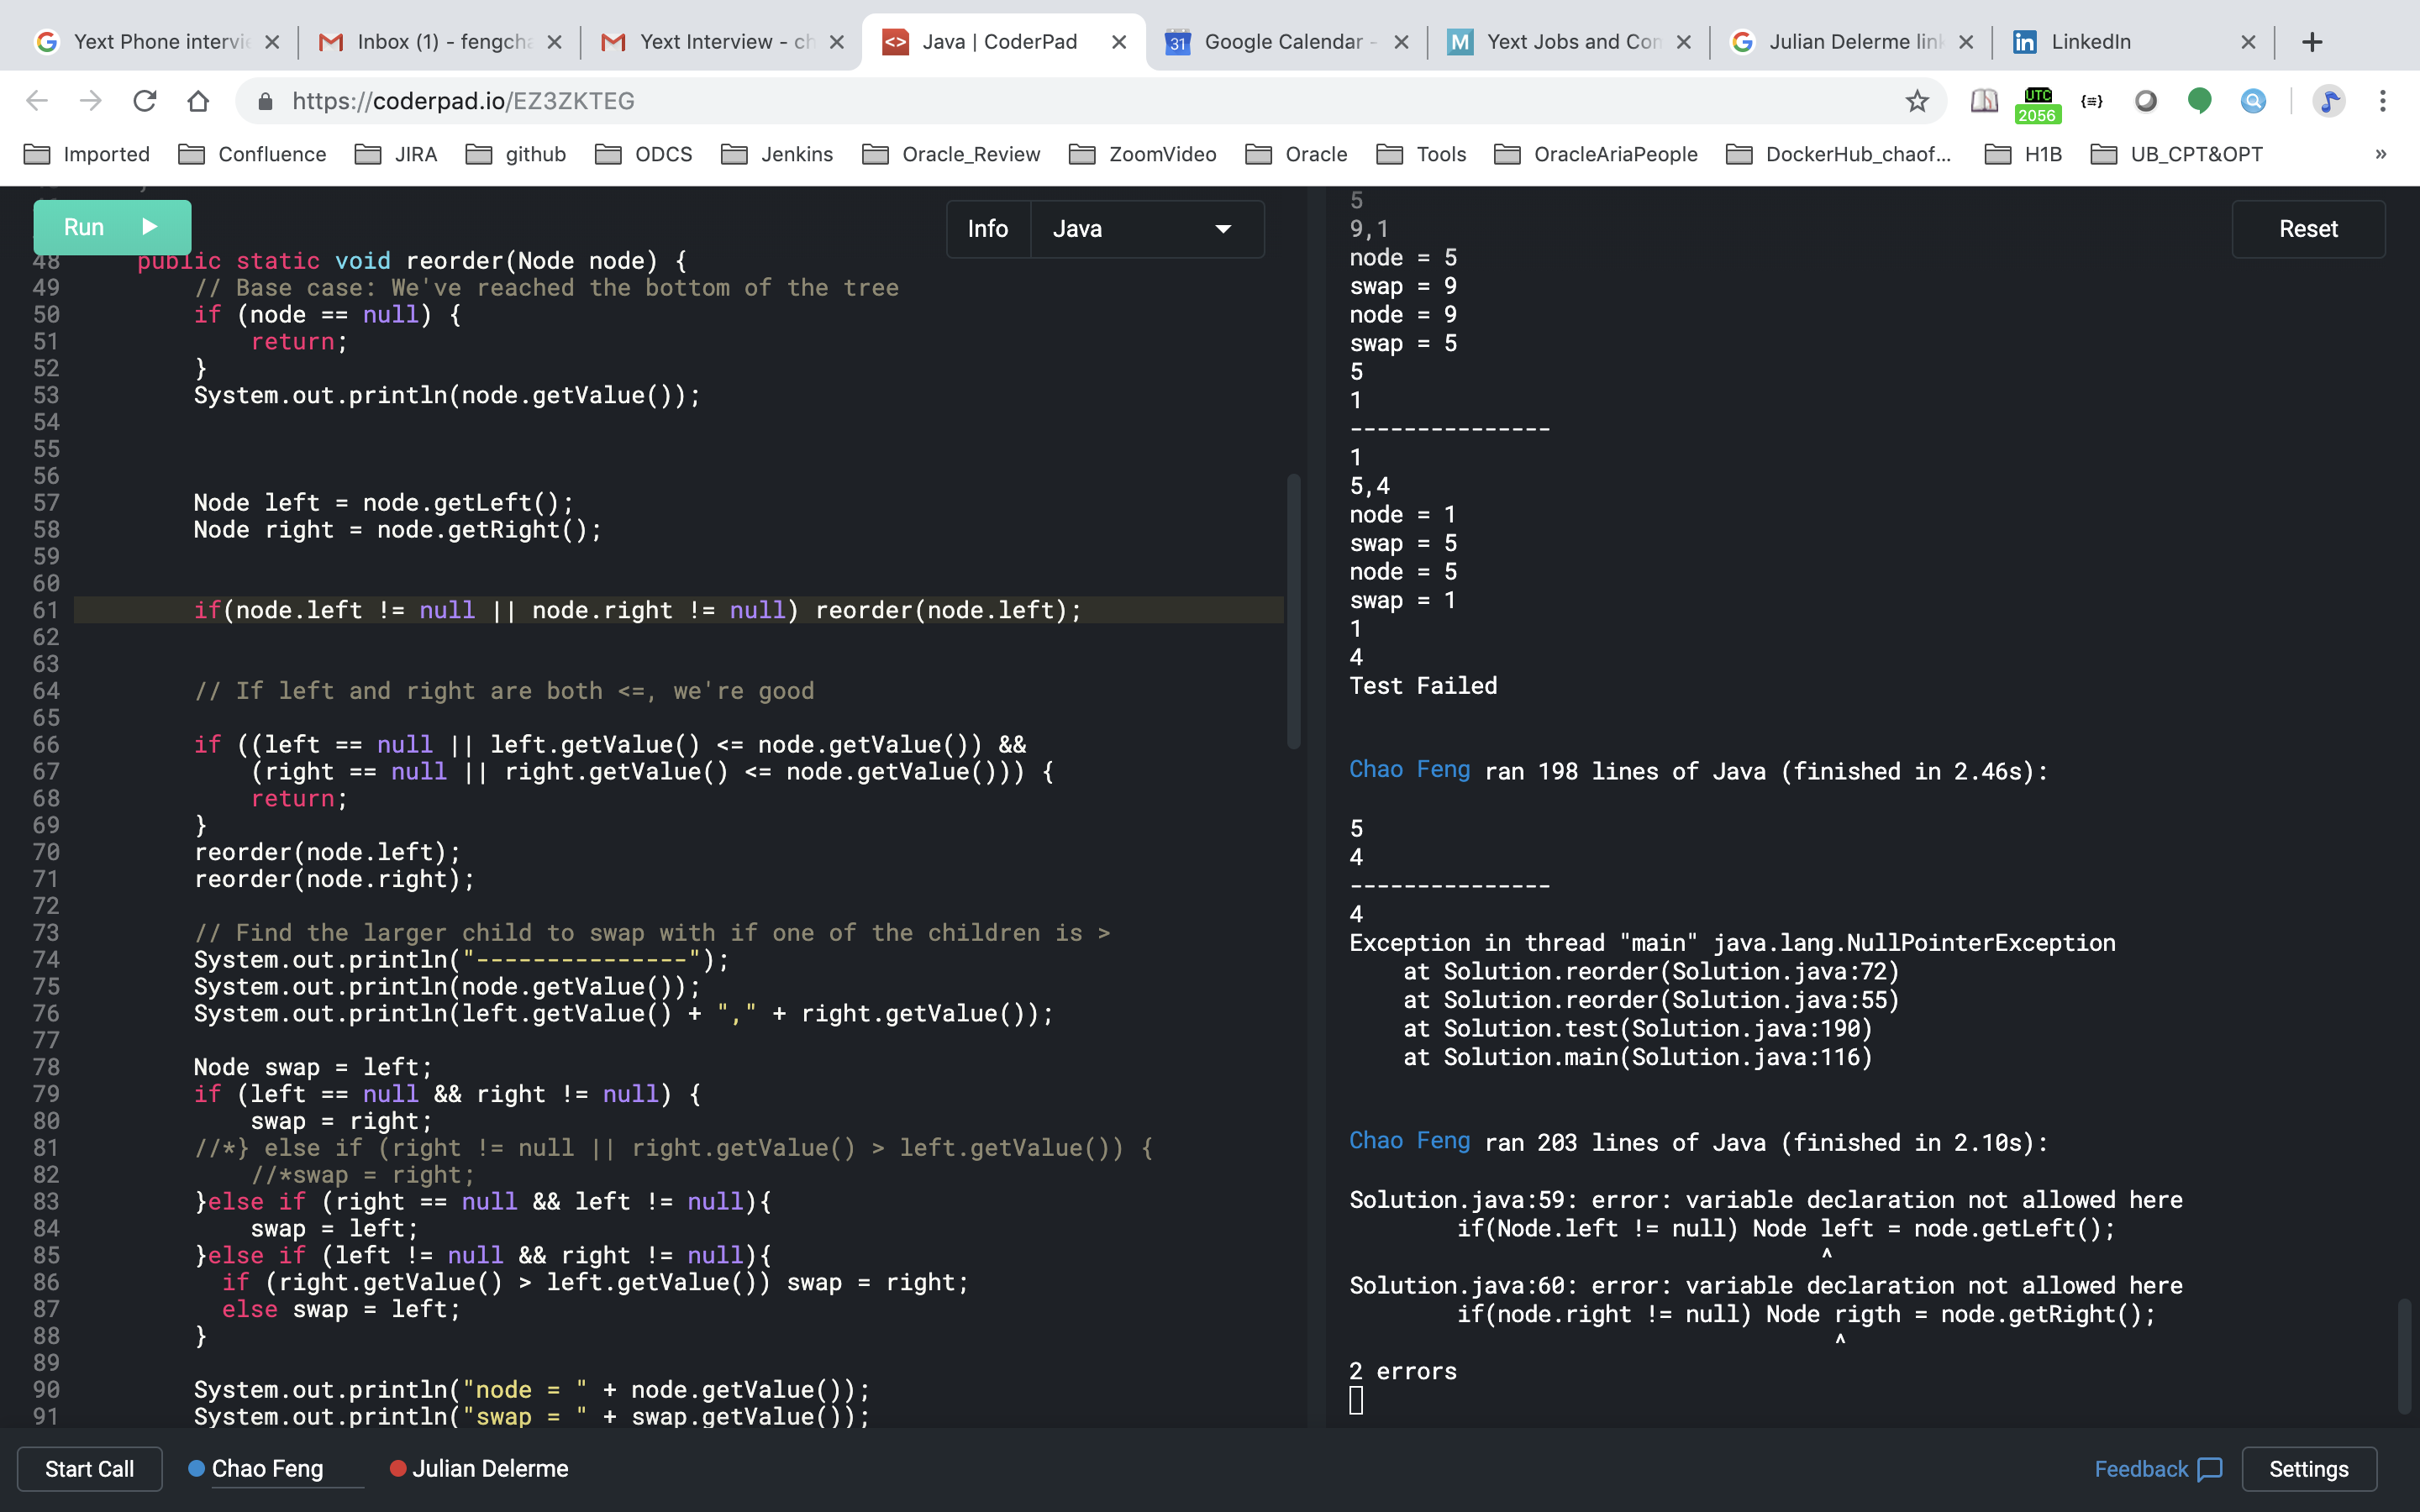 Yext Phone intervi
Inbox (1) - fengch
Yext Interview - ch
Java | CoderPad
Google Calendar -
Yext Jobs and Con
Julian Delerme link
LinkedIn
https://coderpad.io/EZ3ZKTEG
UTC
2056
Imported
Confluence
JIRA
github
ODCS
Jenkins
Oracle_Review
ZoomVideo
Oracle
Tools
OracleAriaPeople
DockerHub_chaof...
H1B
UB_CPT&OPT
»
Run
Info
Java
48 public static void reorder(Node node) {
49 // Base case: We've reached the bottom of the tree
50 if (node == null) {
51 return;
52 }
53 System.out.println(node.getValue());
54
55
56
57 Node left = node.getLeft();
58 Node right = node.getRight();
59
60
61 if(node.left != null || node.right != null) reorder(node.left);
62
63
64 // If left and right are both <=, we're good
65
66 if ((left == null || left.getValue() <= node.getValue()) &&
67 (right == null || right.getValue() <= node.getValue())) {
68 return;
69 }
70 reorder(node.left);
71 reorder(node.right);
72
73 // Find the larger child to swap with if one of the children is >
74 System.out.println("---------------");
75 System.out.println(node.getValue());
76 System.out.println(left.getValue() + "," + right.getValue());
77
78 Node swap = left;
79 if (left == null && right != null) {
80 swap = right;
81 //*} else if (right != null || right.getValue() > left.getValue()) {
82 //*swap = right;
83 }else if (right == null && left != null){
84 swap = left;
85 }else if (left != null && right != null){
86 if (right.getValue() > left.getValue()) swap = right;
87 else swap = left;
88 }
89
90 System.out.println("node = " + node.getValue());
91 System.out.println("swap = " + swap.getValue());
Reset
5
9,1
node = 5
swap = 9
node = 9
swap = 5
5
1
---------------
1
5,4
node = 1
swap = 5
node = 5
swap = 1
1
4
Test Failed
Chao Feng ran 198 lines of Java (finished in 2.46s):
5
4
---------------
4
Exception in thread "main" java.lang.NullPointerException
at Solution.reorder(Solution.java:72)
at Solution.reorder(Solution.java:55)
at Solution.test(Solution.java:190)
at Solution.main(Solution.java:116)
Chao Feng ran 203 lines of Java (finished in 2.10s):
Solution.java:59: error: variable declaration not allowed here
if(Node.left != null) Node left = node.getLeft();
^
Solution.java:60: error: variable declaration not allowed here
if(node.right != null) Node rigth = node.getRight();
^
2 errors
Start Call
Chao Feng
Julian Delerme
Feedback
Settings